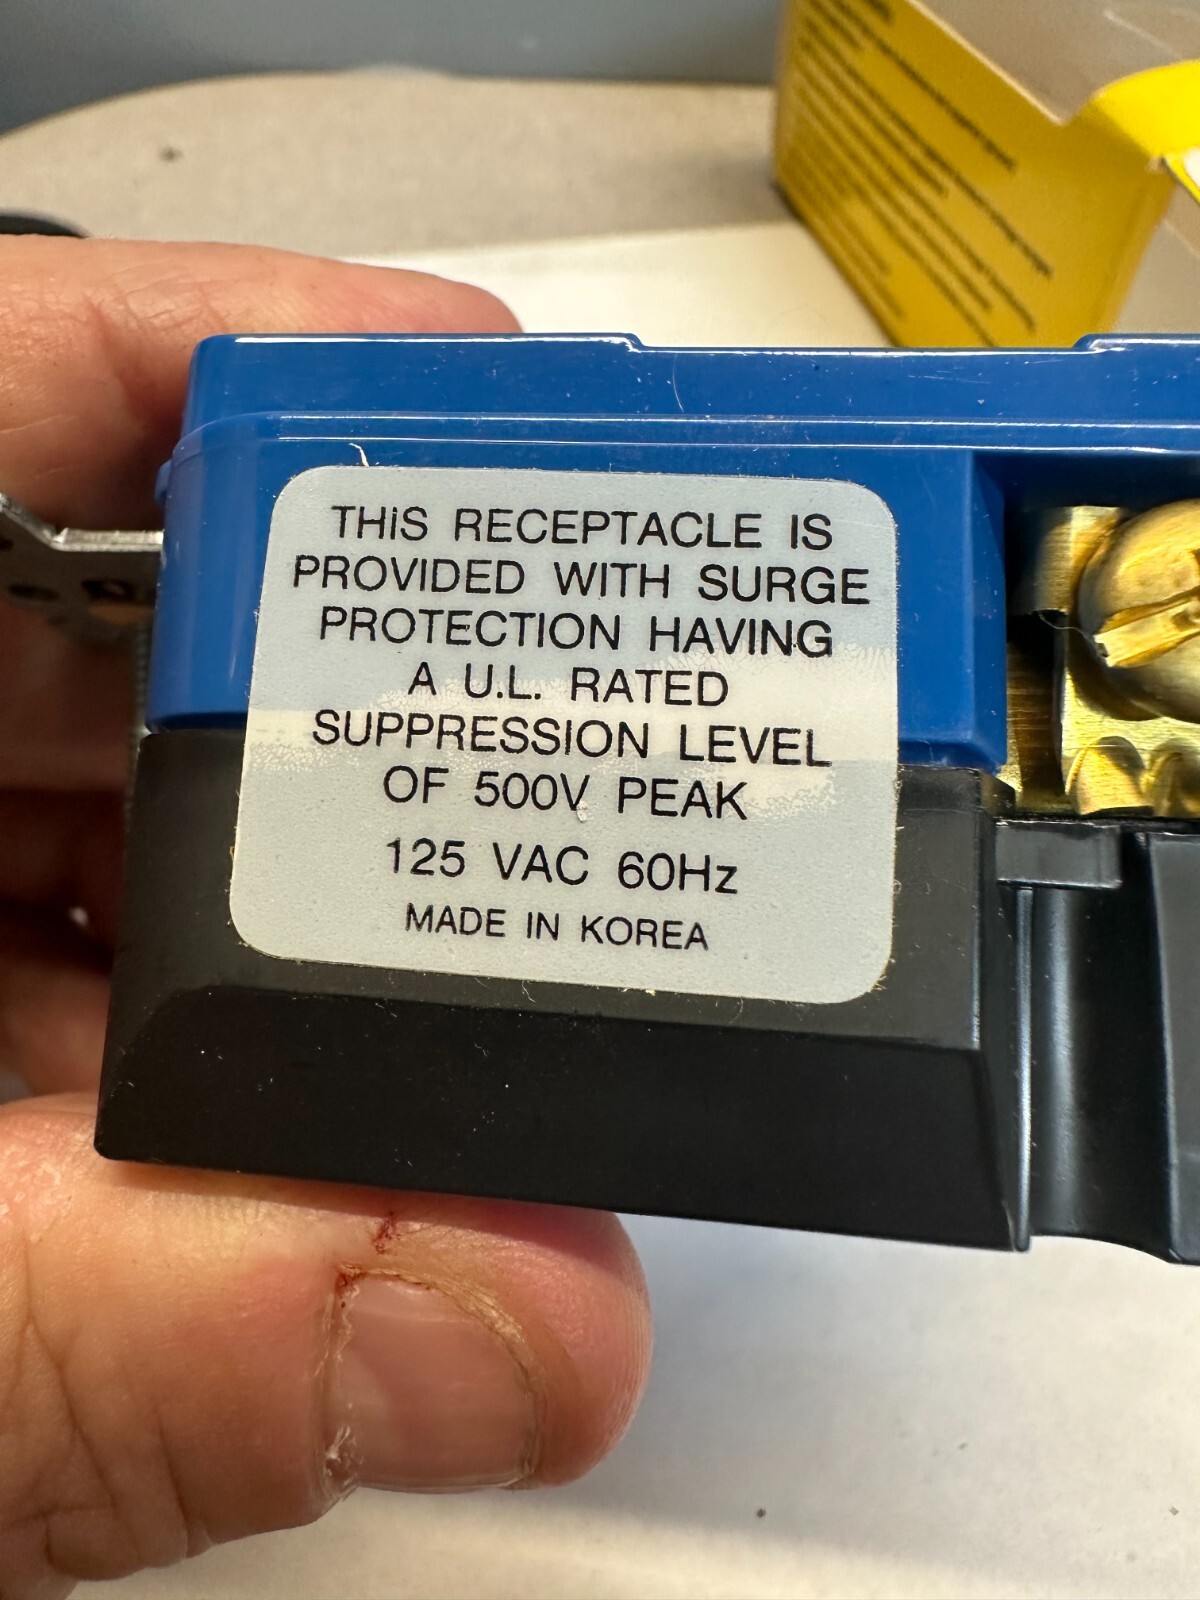 THIS RECEPTACLE IS
PROVIDED WITH SURGE
PROTECTION HAVING
A U.L. RATED
SUPPRESSION LEVEL
OF 500V PEAK
125 VAC 60Hz
MADE IN KOREA